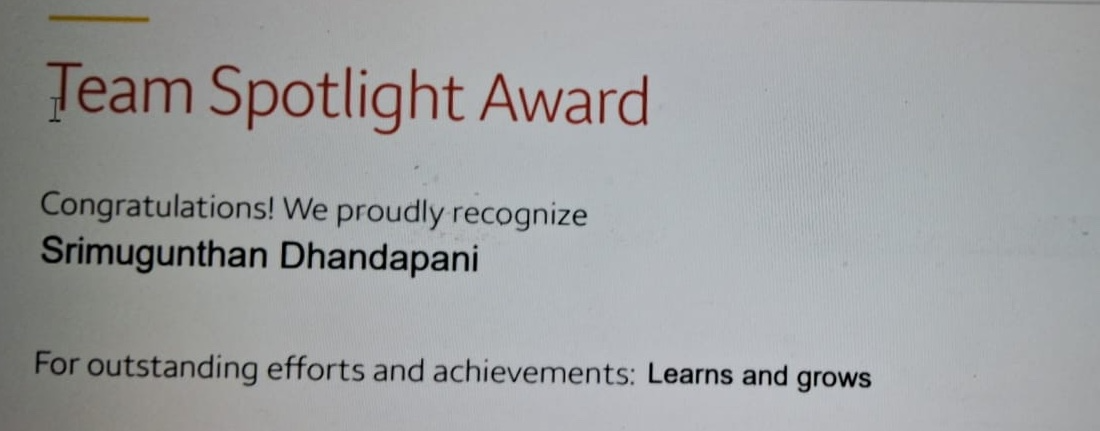 Team Spotlight Award
Congratulations! We proudly recognize
Srimugunthan Dhandapani
For outstanding efforts and achievements: Learns and grows